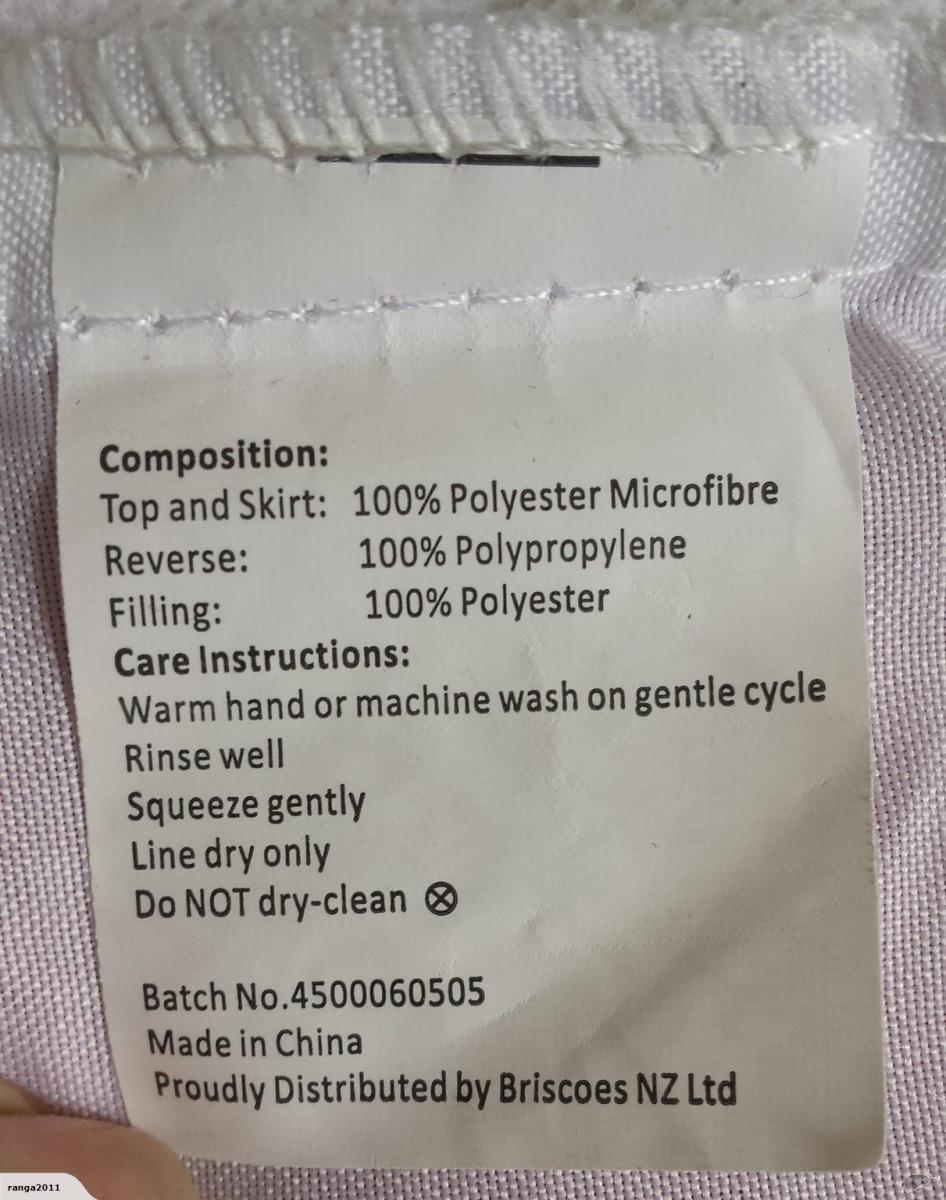 Composition:
Top and Skirt: 100% Polyester Microfibre
Reverse: 100% Polypropylene
Filling: 100% Polyester
Care Instructions:
Warm hand or machine wash on gentle cycle
Rinse well
Squeeze gently
Line dry only
Do NOT dry-clean
Batch No.4500060505
Made in China
Proudly Distributed by Briscoes NZ Ltd
ranga2011